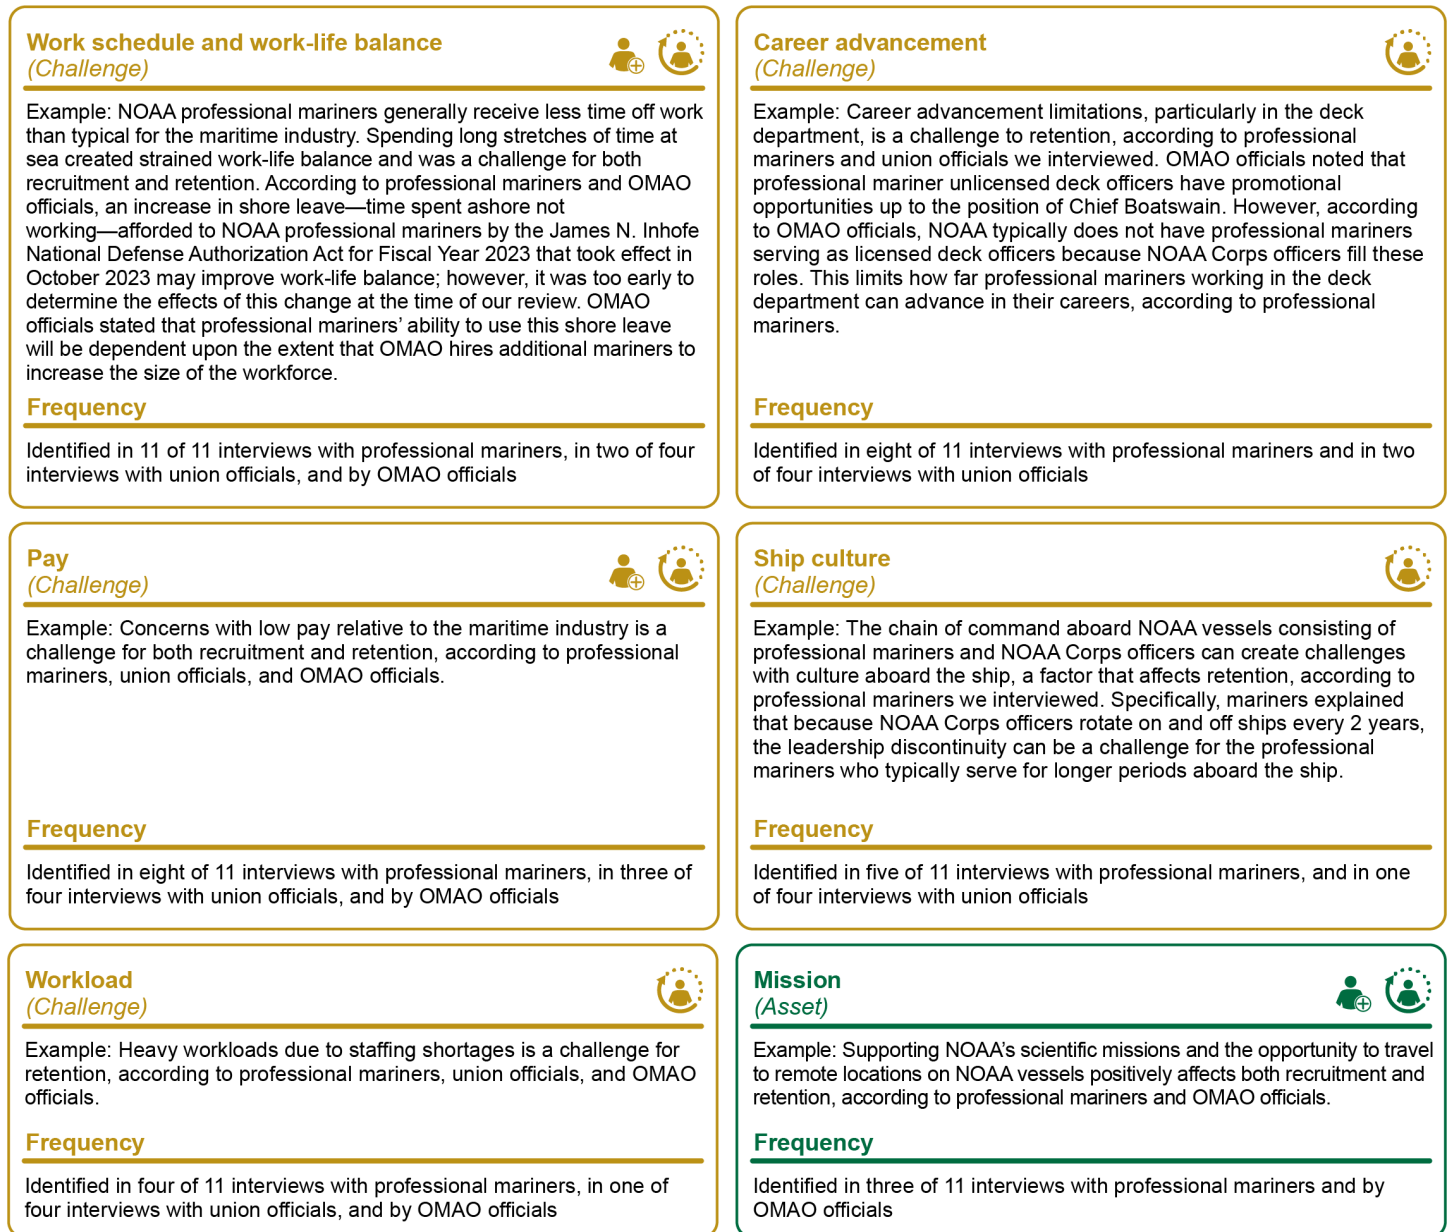 Work schedule and work-life balance
(Challenge)
Example: NOAA professional mariners generally receive less time off work
than typical for the maritime industry. Spending long stretches of time at
sea created strained work-life balance and was a challenge for both
recruitment and retention. According to professional mariners and OMAO
officials, an increase in shore leave—time spent ashore not
working—afforded to NOAA professional mariners by the James N. Inhofe
National Defense Authorization Act for Fiscal Year 2023 that took effect in
October 2023 may improve work-life balance; however, it was too early to
determine the effects of this change at the time of our review. OMAO
officials stated that professional mariners’ ability to use this shore leave
will be dependent upon the extent that OMAO hires additional mariners to
increase the size of the workforce.
Frequency
Identified in 11 of 11 interviews with professional mariners, in two of four
interviews with union officials, and by OMAO officials
Career advancement
(Challenge)
Example: Career advancement limitations, particularly in the deck
department, is a challenge to retention, according to professional
mariners and union officials we interviewed. OMAO officials noted that
professional mariner unlicensed deck officers have promotional
opportunities up to the position of Chief Boatswain. However, according
to OMAO officials, NOAA typically does not have professional mariners
serving as licensed deck officers because NOAA Corps officers fill these
roles. This limits how far professional mariners working in the deck
department can advance in their careers, according to professional
mariners.
Frequency
Identified in eight of 11 interviews with professional mariners and in two
of four interviews with union officials
Pay
(Challenge)
Example: Concerns with low pay relative to the maritime industry is a
challenge for both recruitment and retention, according to professional
mariners, union officials, and OMAO officials.
Frequency
Identified in eight of 11 interviews with professional mariners, in three of
four interviews with union officials, and by OMAO officials
Ship culture
(Challenge)
Example: The chain of command aboard NOAA vessels consisting of
professional mariners and NOAA Corps officers can create challenges
with culture aboard the ship, a factor that affects retention, according to
professional mariners we interviewed. Specifically, mariners explained
that because NOAA Corps officers rotate on and off ships every 2 years,
the leadership discontinuity can be a challenge for the professional
mariners who typically serve for longer periods aboard the ship.
Frequency
Identified in five of 11 interviews with professional mariners, and in one
of four interviews with union officials
Workload
(Challenge)
Example: Heavy workloads due to staffing shortages is a challenge for
retention, according to professional mariners, union officials, and OMAO
officials.
Frequency
Identified in four of 11 interviews with professional mariners, in one of
four interviews with union officials, and by OMAO officials
Mission
(Asset)
Example: Supporting NOAA’s scientific missions and the opportunity to travel
to remote locations on NOAA vessels positively affects both recruitment and
retention, according to professional mariners and OMAO officials.
Frequency
Identified in three of 11 interviews with professional mariners and by
OMAO officials